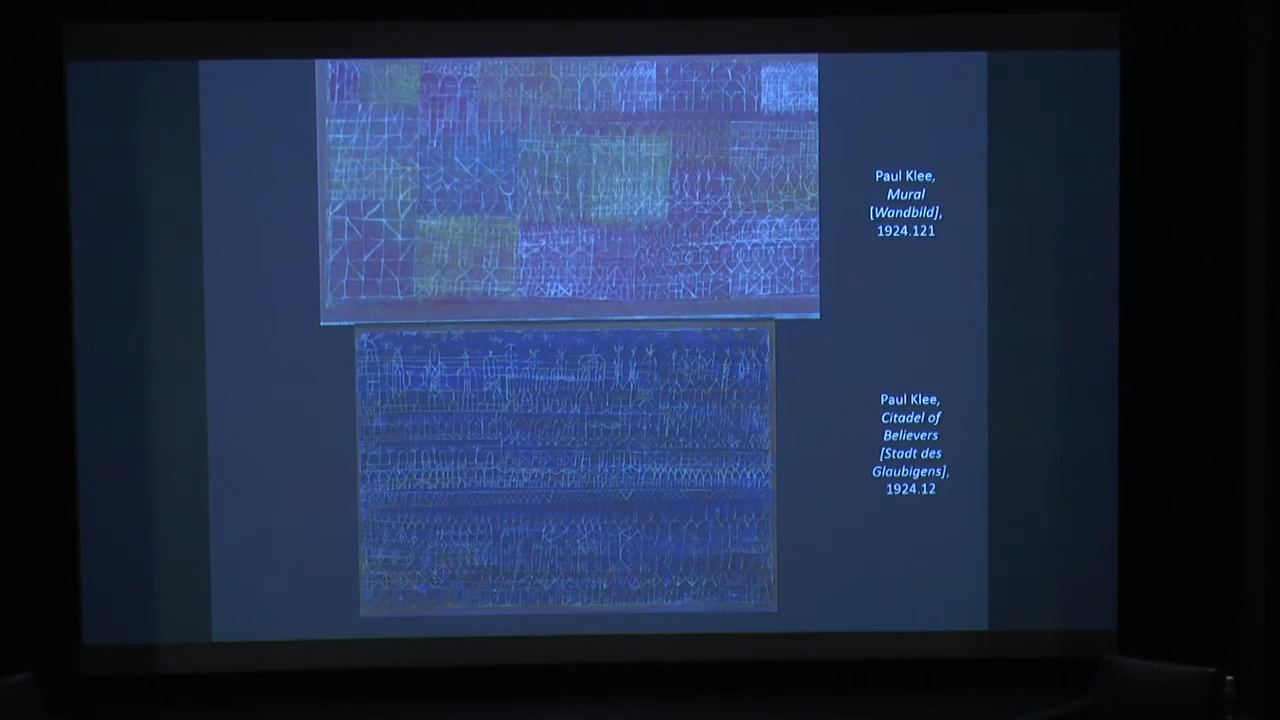 Paul Klee,
Mural
[Wandbild],
1924.121
Paul Klee,
Citadel of
Believers
[Stadt des
Glaubigens],
1924.12